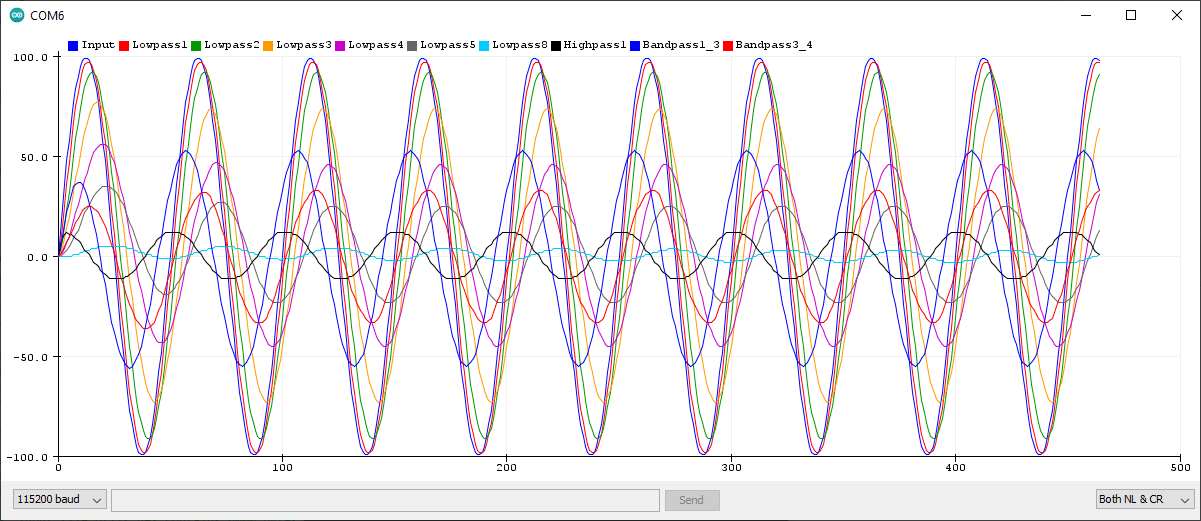 COM6
Input Lowpass1 Lowpass2 Lowpass3 Lowpass4 Lowpass5 Lowpass8 Highpass1 Bandpass1_3 Bandpass3_4
100.0
50.0
0.0
-50.0
-100.0
0 100 200 300 400 500
115200 baud Send Both NL & CR